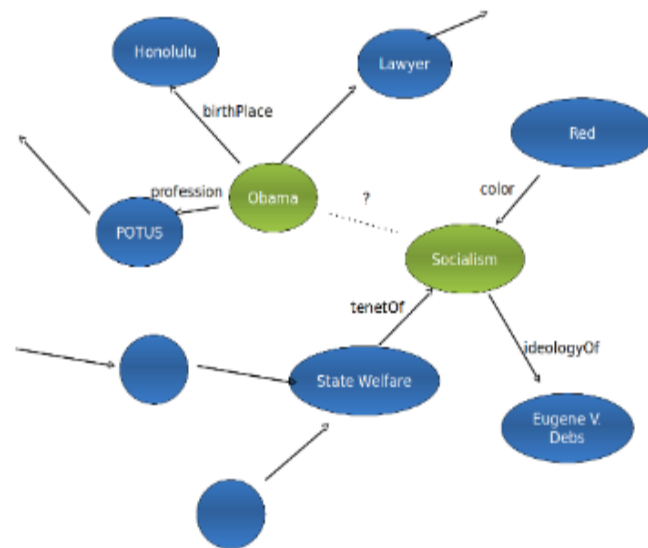 Honolulu
Lawyer
birthPlace
Red
profession
Obama
?
color
POTUS
Socialism
tenetOf
ideologyOf
State Welfare
Eugene V.
Debs